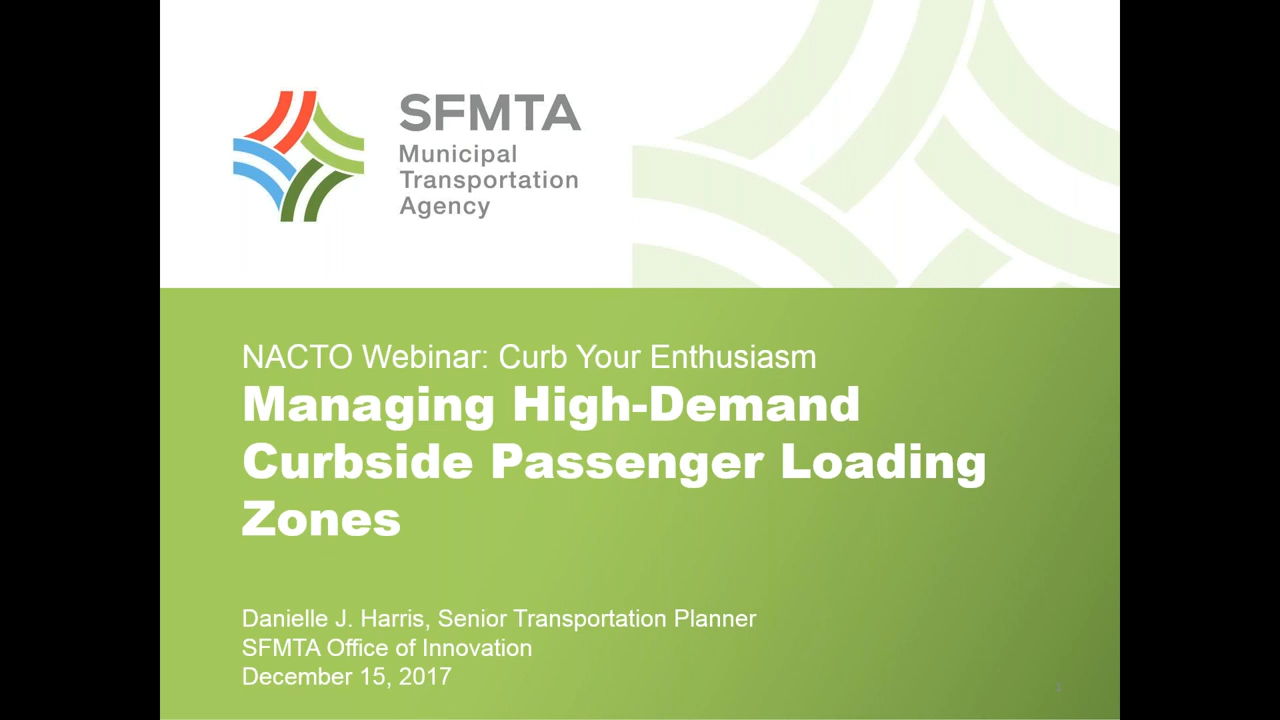 SFMTA
Municipal
Transportation
Agency
NACTO Webinar: Curb Your Enthusiasm
Managing High-Demand
Curbside Passenger Loading
Zones
Danielle J. Harris, Senior Transportation Planner
SFMTA Office of Innovation
December 15, 2017